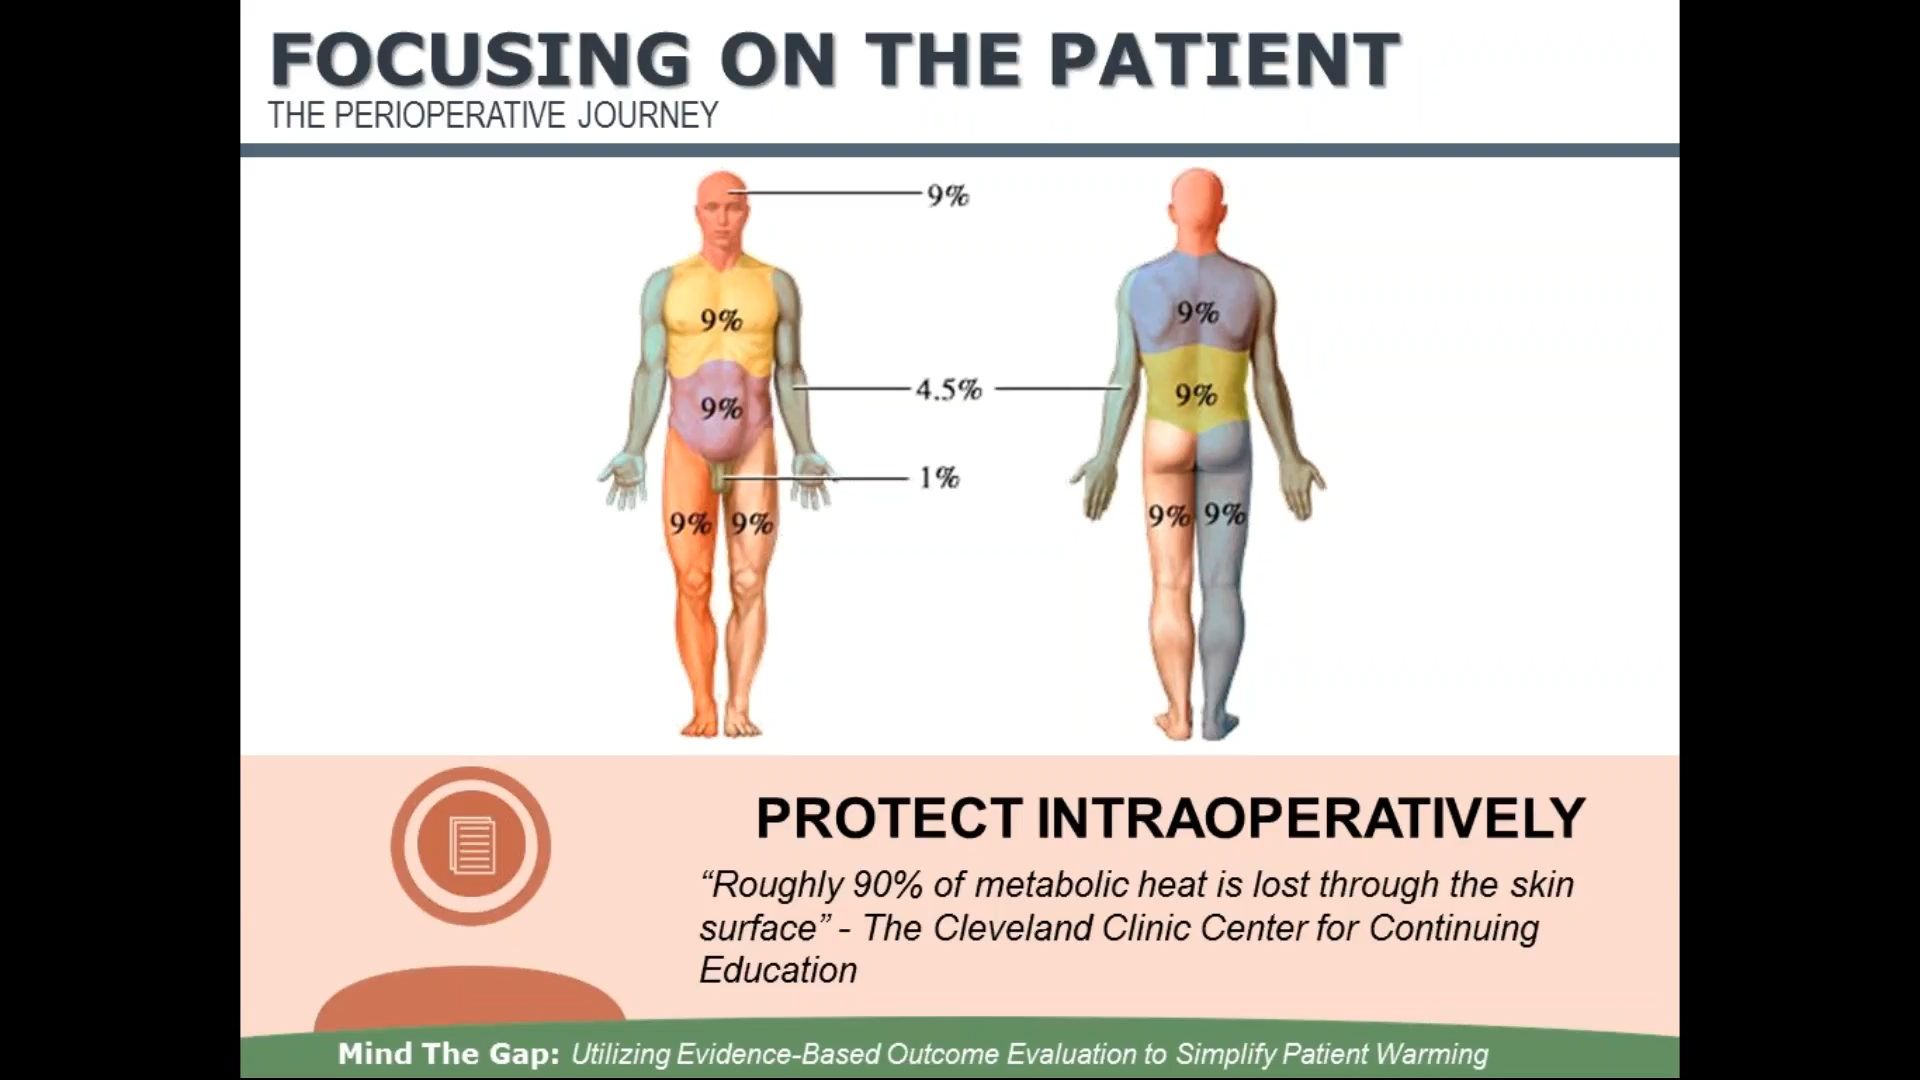 FOCUSING ON THE PATIENT
THE PERIOPERATIVE JOURNEY
9%
9%
9%
4.5%
1%
9% 9%
9%
9%
9% 9%
PROTECT INTRAOPERATIVELY
“Roughly 90% of metabolic heat is lost through the skin
surface” - The Cleveland Clinic Center for Continuing
Education
Mind The Gap: Utilizing Evidence-Based Outcome Evaluation to Simplify Patient Warming